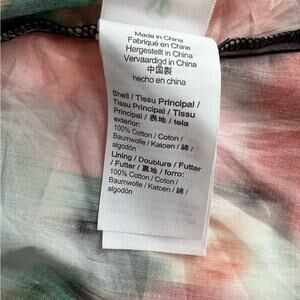 Made in China
Fabriqué en Chine
Hergestellt in China
Vervaardigd in China
中国製
hecho en china
Shell / Tissu Principal /
Tissu Principal / Tissu
Principal / 表地 / tela
exterior:
100% Cotton / Coton /
Baumwolle / Katoen / 綿 /
algodón
Lining / Doublure / Futter
/ Futter / 裏地 / forro:
100% Cotton / Coton /
Baumwolle / Katoen / 綿 /
algodón